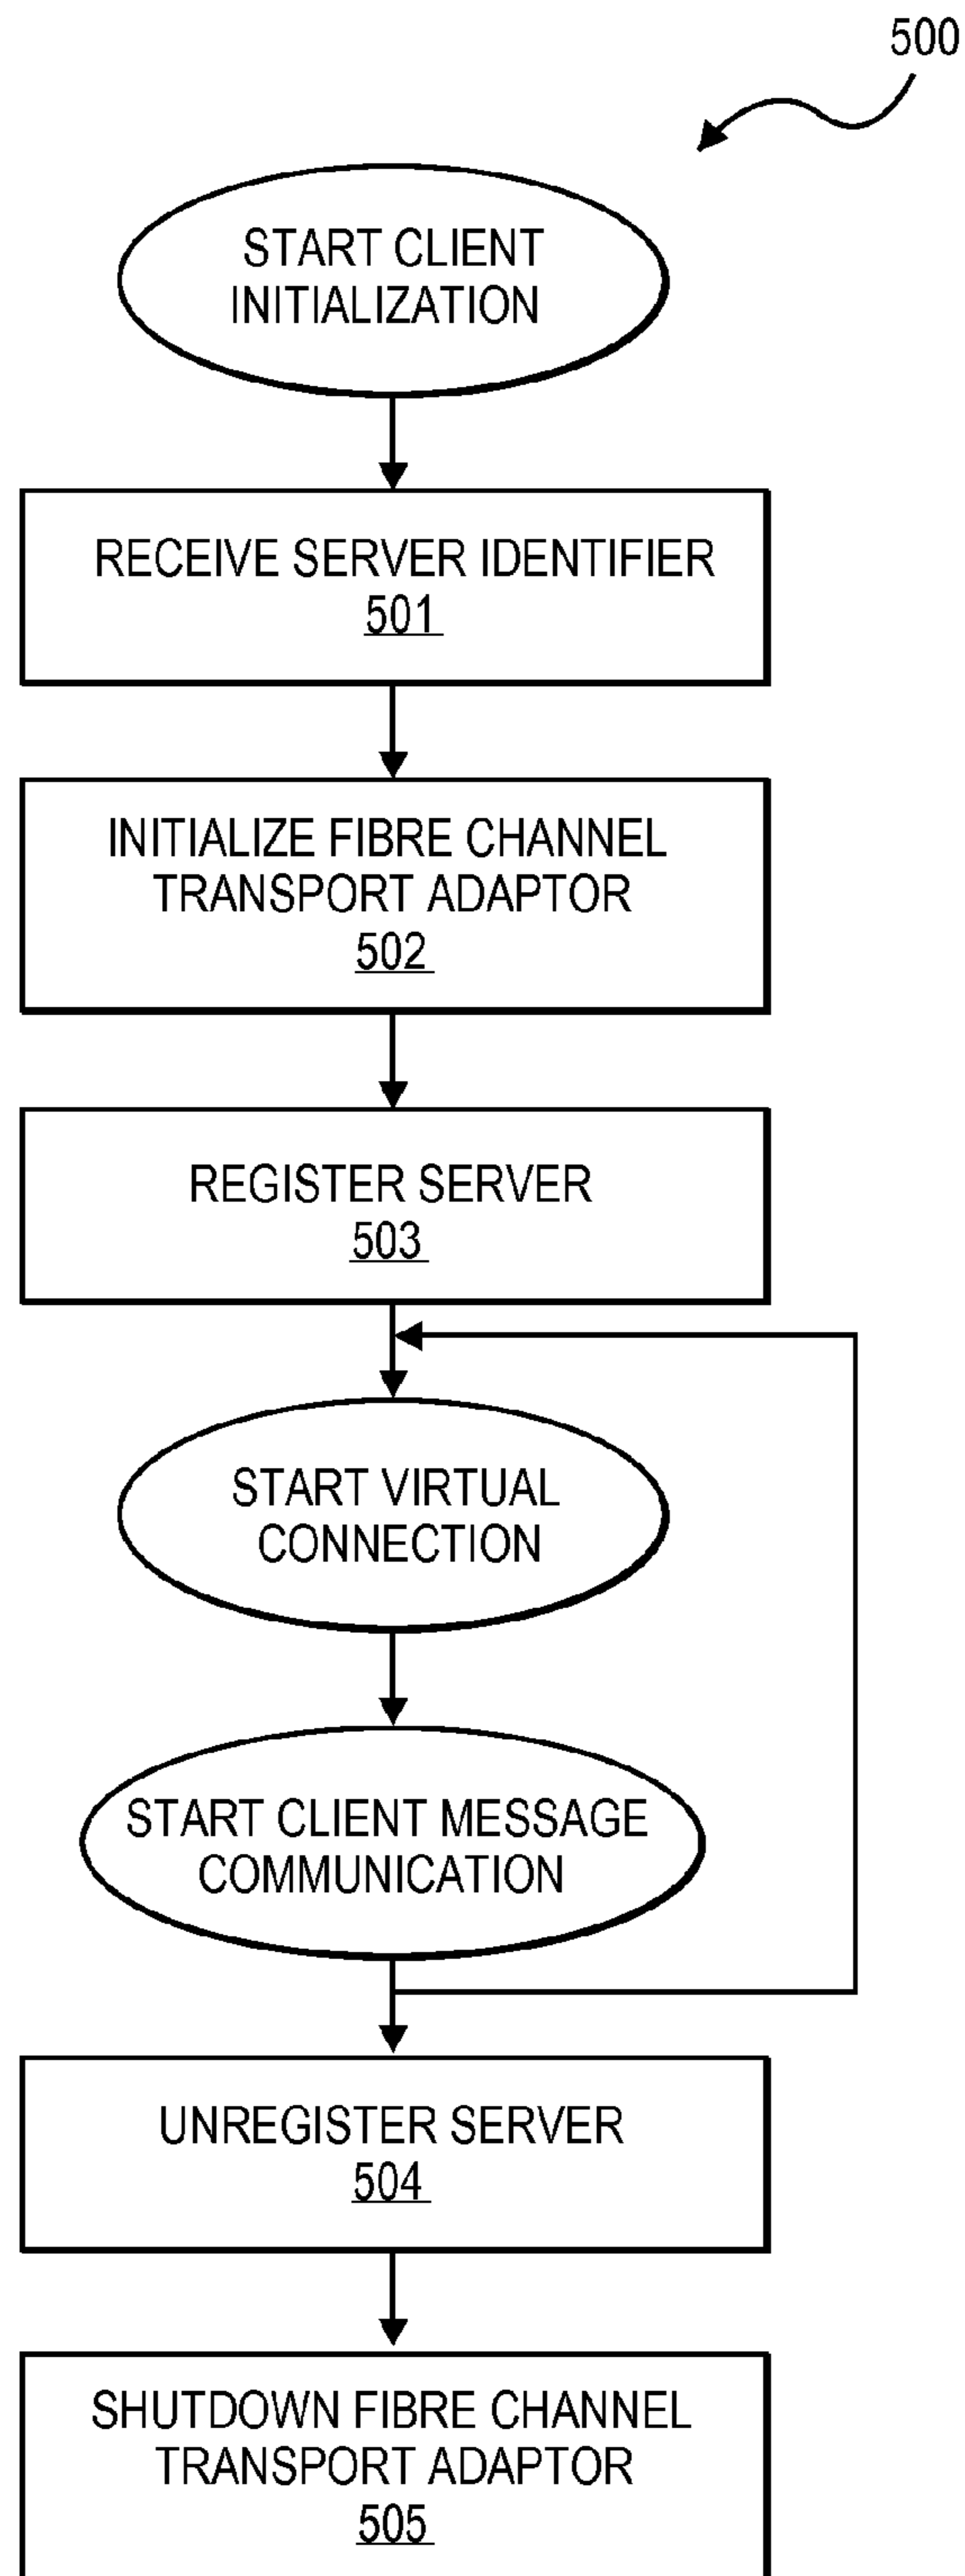 500
START CLIENT
INITIALIZATION
RECEIVE SERVER IDENTIFIER
501
INITIALIZE FIBRE CHANNEL
TRANSPORT ADAPTOR
502
REGISTER SERVER
503
START VIRTUAL
CONNECTION
START CLIENT MESSAGE
COMMUNICATION
UNREGISTER SERVER
504
SHUTDOWN FIBRE CHANNEL
TRANSPORT ADAPTOR
505